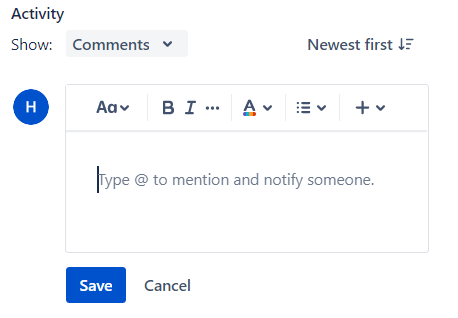 Activity
Show: Comments Newest first
H
Aa B I ... A
Type @ to mention and notify someone.
Save Cancel